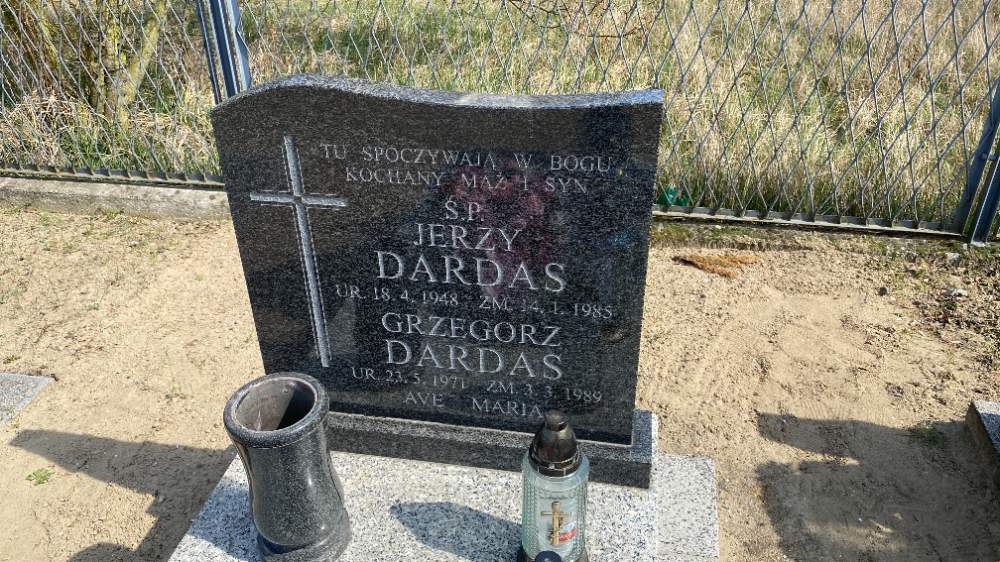 TU SPOCZYWAJĄ W BOGU
KOCHANY MĄŻ I SYN
Ś.P.
JERZY
DARDAS
UR. 18. 4. 1948 ZM. 14. 1. 1985
GRZEGORZ
DARDAS
UR. 23. 5. 1971 ZM. 3. 3. 1989
AVE MARIA